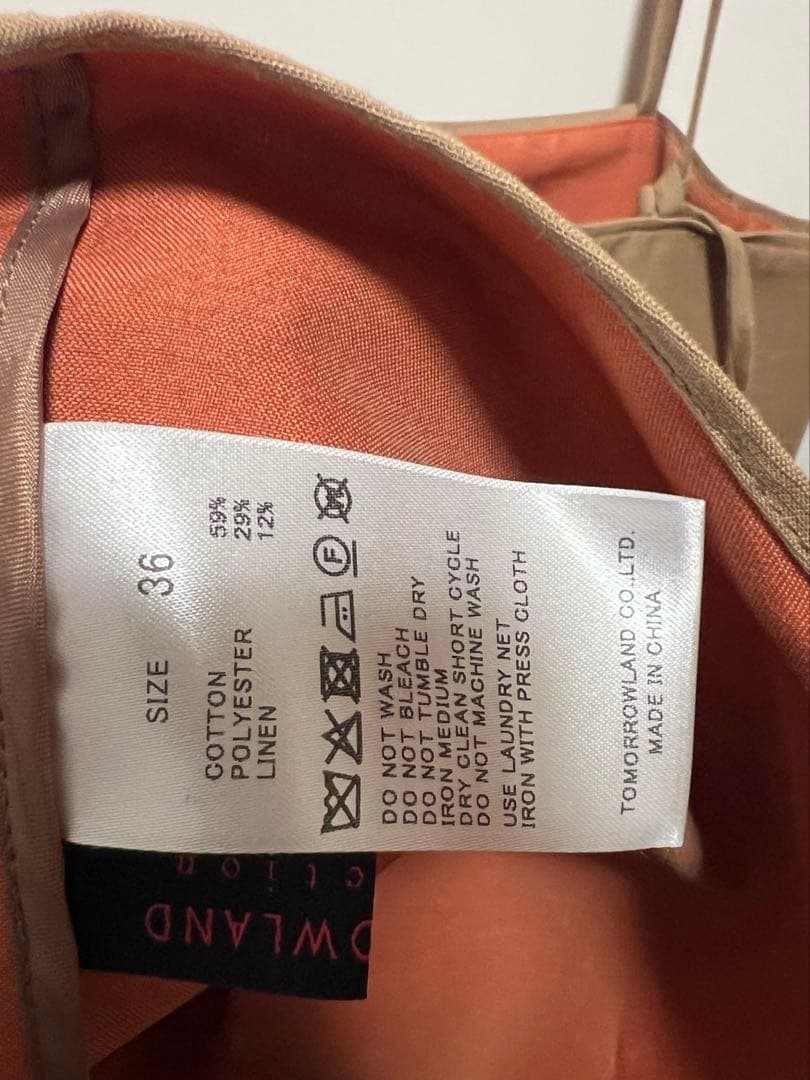 SIZE 36
COTTON 59%
POLYESTER 29%
LINEN 12%
F
DO NOT WASH
DO NOT BLEACH
DO NOT TUMBLE DRY
IRON MEDIUM
DRY CLEAN SHORT CYCLE
DO NOT MACHINE WASH
USE LAUNDRY NET
IRON WITH PRESS CLOTH
TOMORROWLAND CO.,LTD.
MADE IN CHINA
OWLAND
ction